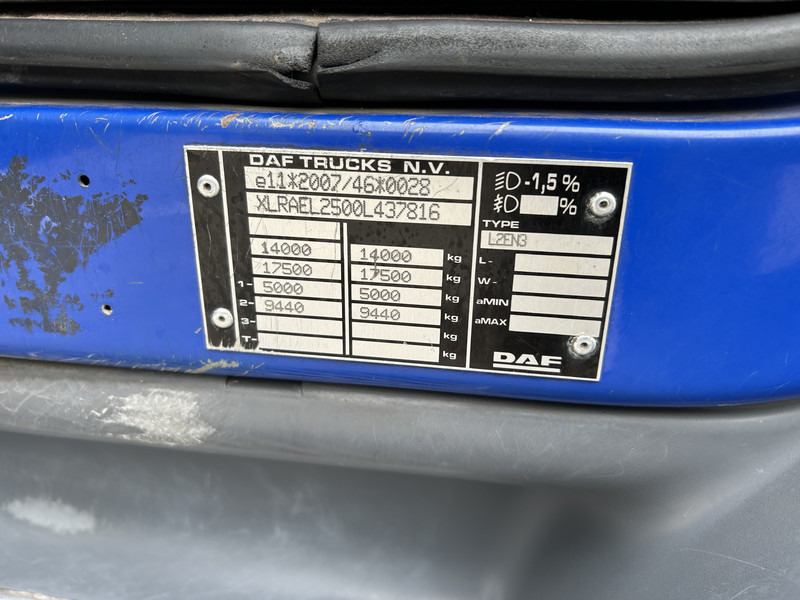 DAF TRUCKS N.V.
e11*2007/46*0028
XLRAEL2500L437816
14000 14000 kg
17500 17500 kg
1- 5000 5000 kg
2- 9440 9440 kg
3- kg
T- kg
-1,5 %
%
TYPE
L2EN3
L-
W-
aMIN
aMAX
DAF